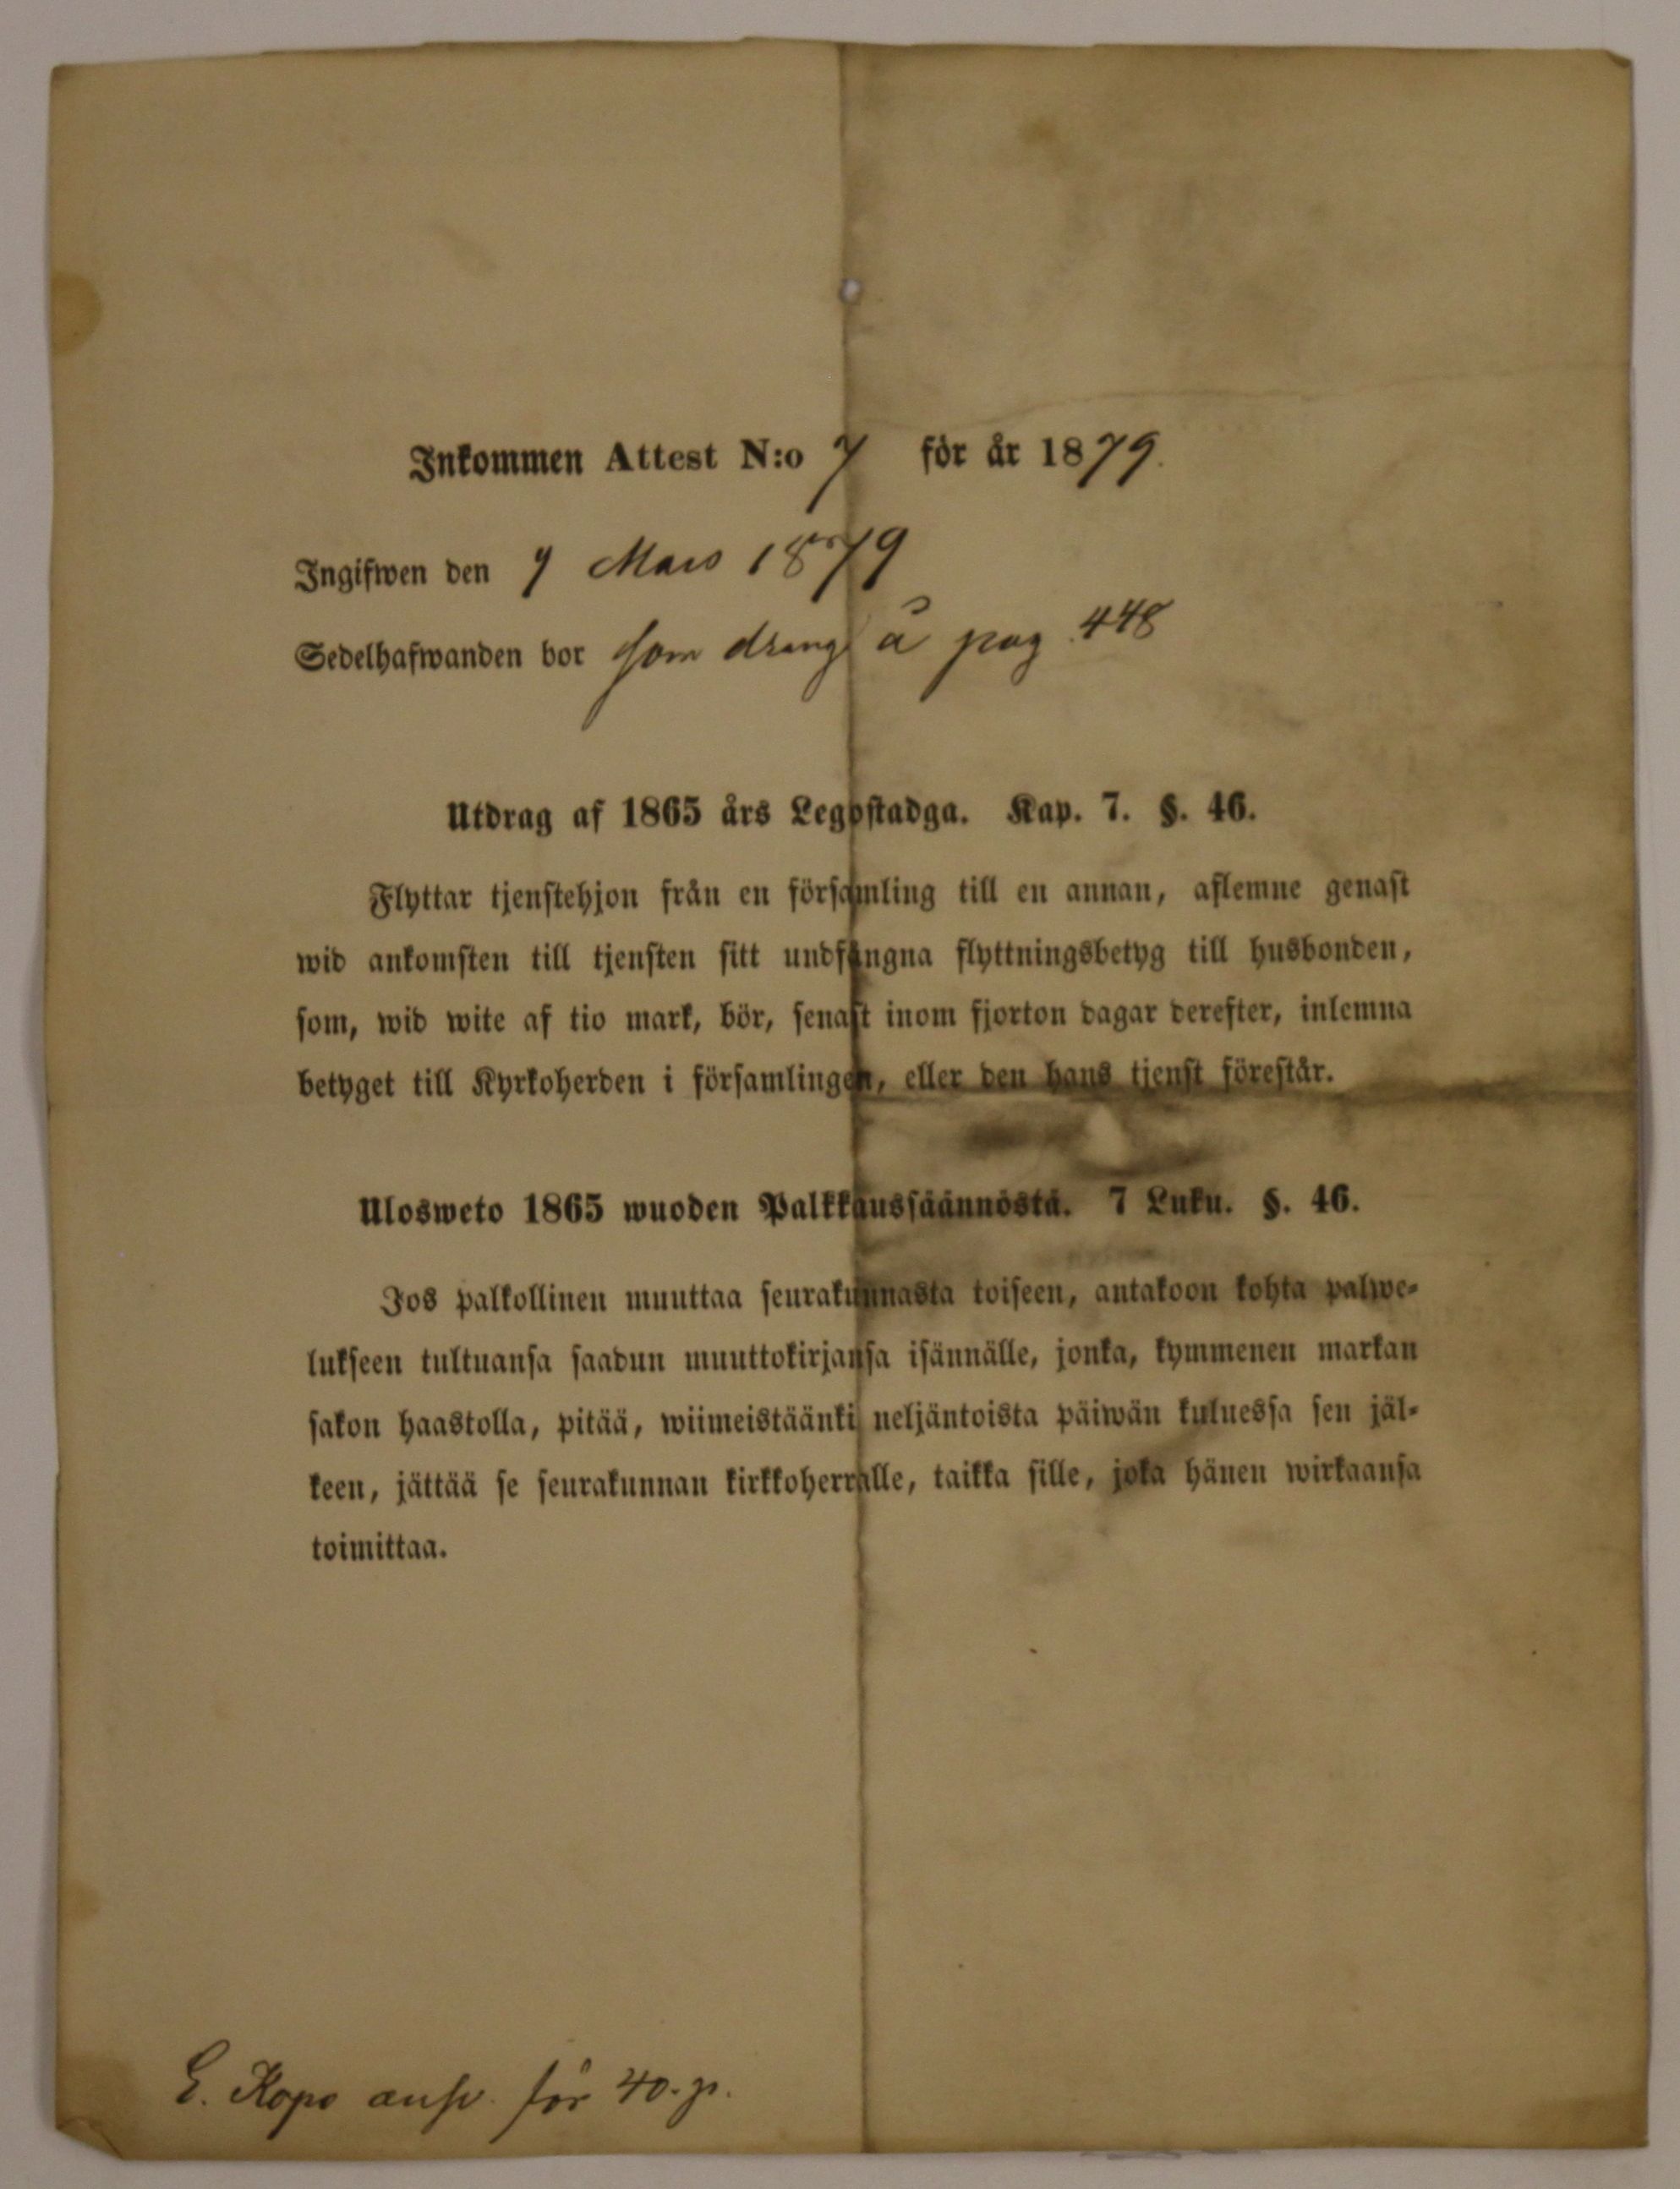 Inkommen Attest N:o 7 för år 1879.
Ingifwen den 9 Mars 1879
Sedelhafwanden bor som dräng å pag 448
Utdrag af 1865 års Legostadga. Kap. 7. §. 46.
Flyttar tjenstehjon från en församling till en annan, aflemne genast
wid ankomsten till tjensten sitt undfångna flyttningsbetyg till husbonden,
som, wid wite af tio mark, bör, senast inom fjorton dagar derefter, inlemna
betyget till Kyrkoherden i församlingen, eller den hans tjenst förestår.
Ulosweto 1865 wuoden Palkkaussäännöstä. 7 Luku. §. 46.
Jos palkollinen muuttaa seurakunnasta toiseen, antakoon kohta palwe-
lukseen tultuansa saadun muuttokirjansa isännälle, jonka, kymmenen markan
sakon haastolla, pitää, wiimeistäänki neljäntoista päiwän kuluessa sen jäl-
keen, jättää se seurakunnan kirkkoherralle, taikka sille, joka hänen wirkaansa
toimittaa.
E. Kopo answ. för 40. p.